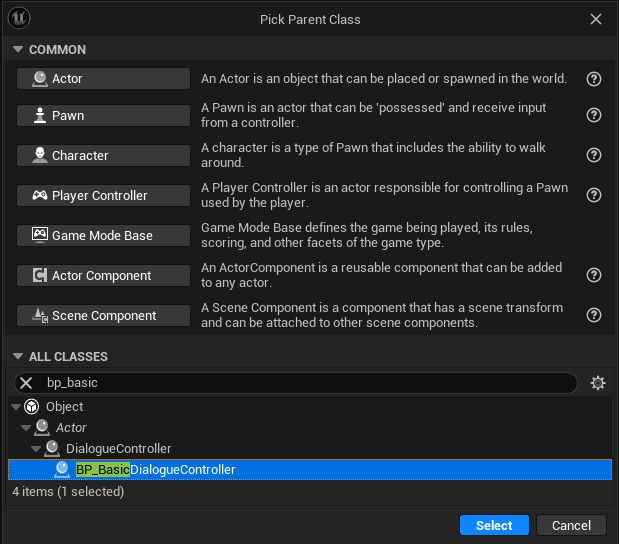 Pick Parent Class
COMMON
Actor
An Actor is an object that can be placed or spawned in the world.
Pawn
A Pawn is an actor that can be 'possessed' and receive input
from a controller.
Character
A character is a type of Pawn that includes the ability to walk
around.
Player Controller
A Player Controller is an actor responsible for controlling a Pawn
used by the player.
Game Mode Base
Game Mode Base defines the game being played, its rules,
scoring, and other facets of the game type.
Actor Component
An ActorComponent is a reusable component that can be added
to any actor.
Scene Component
A Scene Component is a component that has a scene transform
and can be attached to other scene components.
ALL CLASSES
bp_basic
Object
Actor
DialogueController
BP_BasicDialogueController
4 items (1 selected)
Select
Cancel